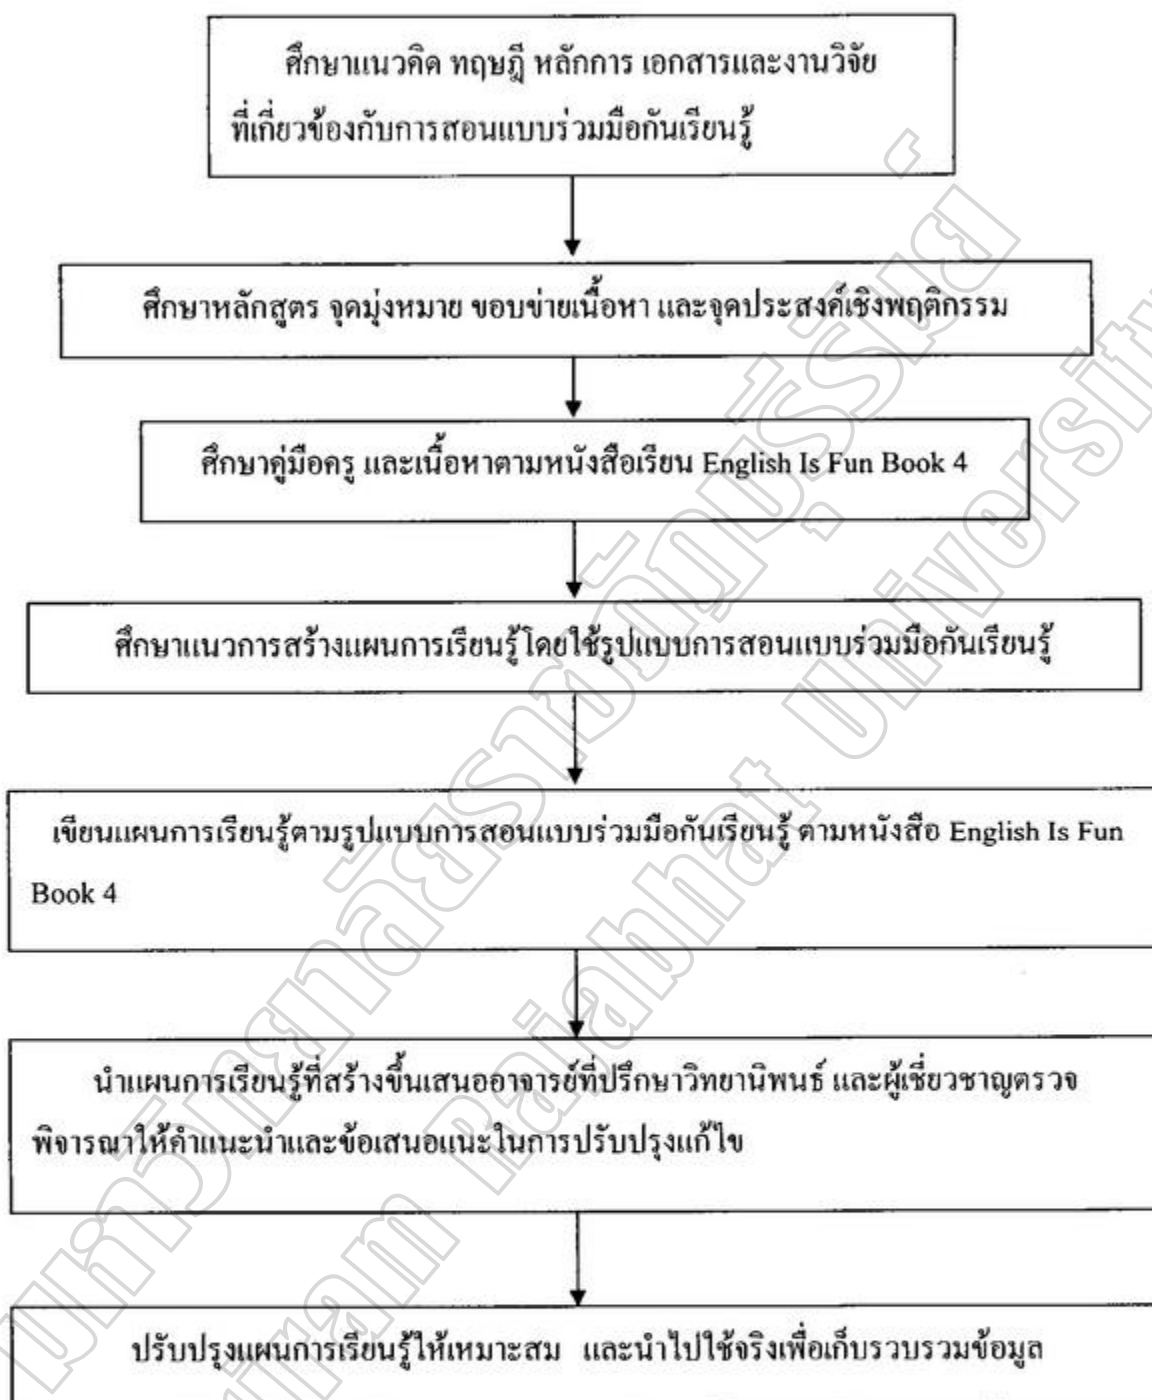 ศึกษาแนวคิด ทฤษฎี หลักการ เอกสารและงานวิจัย
ที่เกี่ยวข้องกับการสอนแบบร่วมมือกันเรียนรู้
ศึกษาหลักสูตร จุดมุ่งหมาย ขอบข่ายเนื้อหา และจุดประสงค์เชิงพฤติกรรม
ศึกษาคู่มือครู และเนื้อหาตามหนังสือเรียน English Is Fun Book 4
ศึกษาแนวการสร้างแผนการเรียนรู้โดยใช้รูปแบบการสอนแบบร่วมมือกันเรียนรู้
เขียนแผนการเรียนรู้ตามรูปแบบการสอนแบบร่วมมือกันเรียนรู้ ตามหนังสือ English Is Fun
Book 4
นำแผนการเรียนรู้ที่สร้างขึ้นเสนออาจารย์ที่ปรึกษาวิทยานิพนธ์ และผู้เชี่ยวชาญตรวจ
พิจารณาให้คำแนะนำและข้อเสนอแนะในการปรับปรุงแก้ไข
ปรับปรุงแผนการเรียนรู้ให้เหมาะสม และนำไปใช้จริงเพื่อเก็บรวบรวมข้อมูล
มหาวิทยาลัยราชภัฏบุรีรัมย์
Rajabhat University